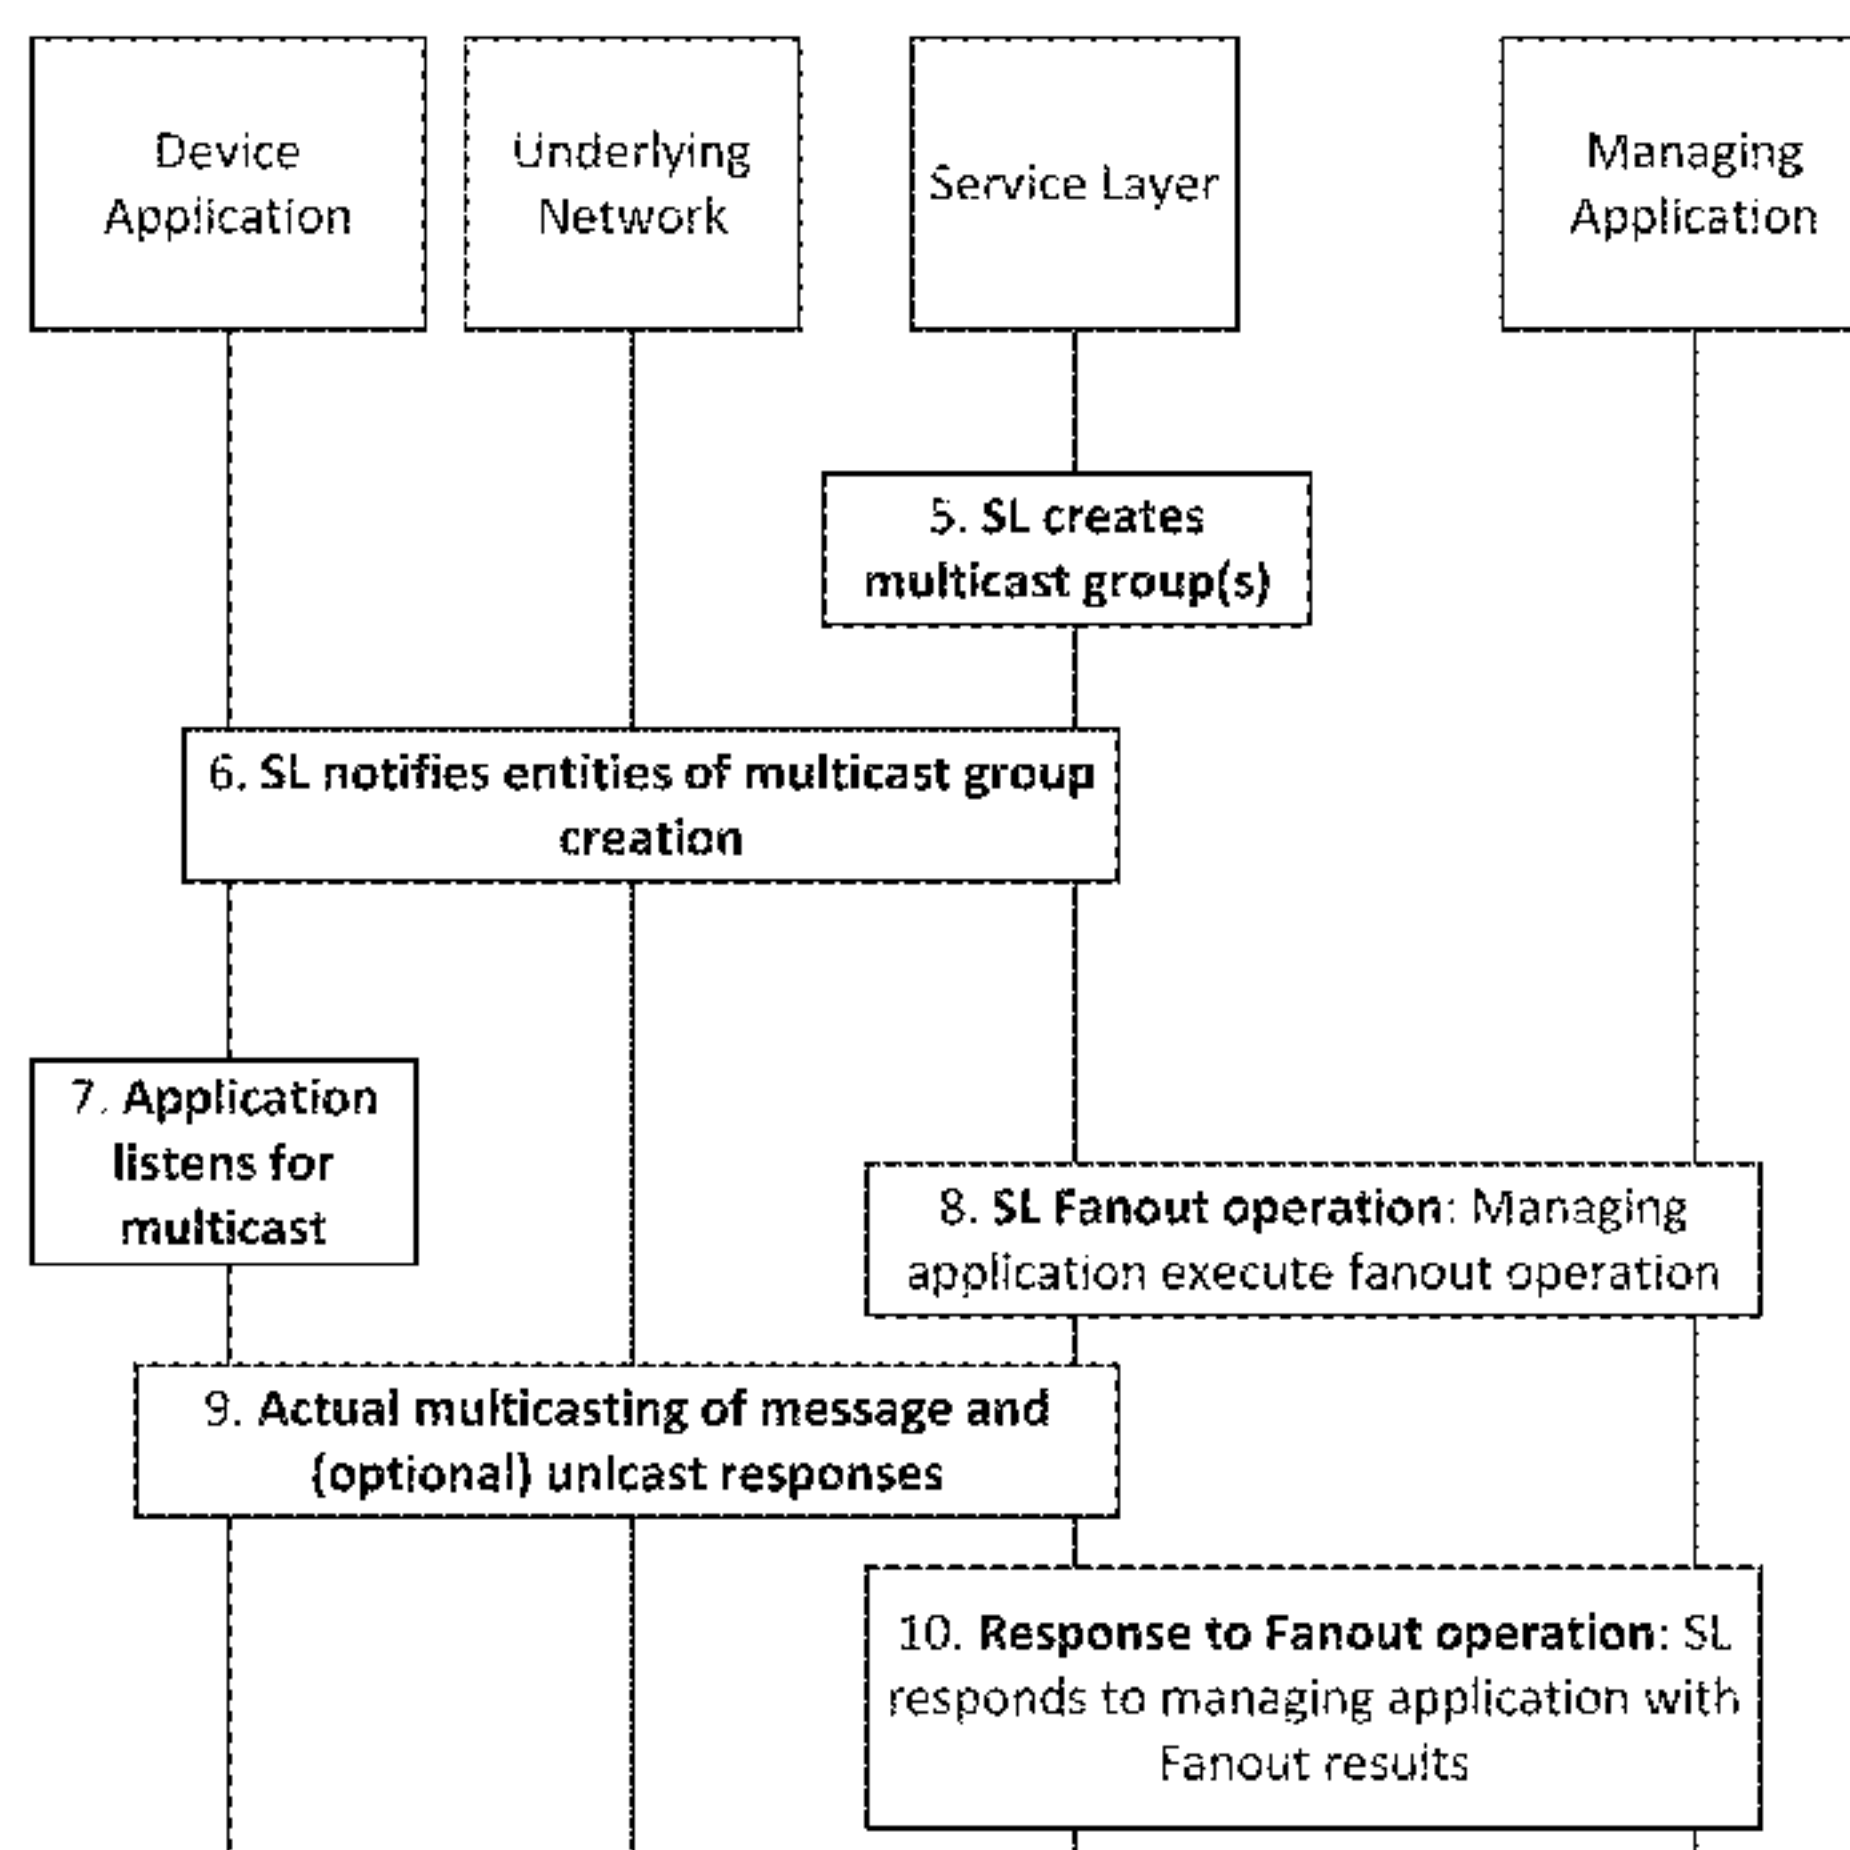 Device
Application
Underlying
Network
Service Layer
Managing
Application
5. SL creates
multicast group(s)
6. SL notifies entities of multicast group
creation
7. Application
listens for
multicast
8. SL Fanout operation: Managing
application execute fanout operation
9. Actual multicasting of message and
(optional) unicast responses
10. Response to Fanout operation: SL
responds to managing application with
Fanout results